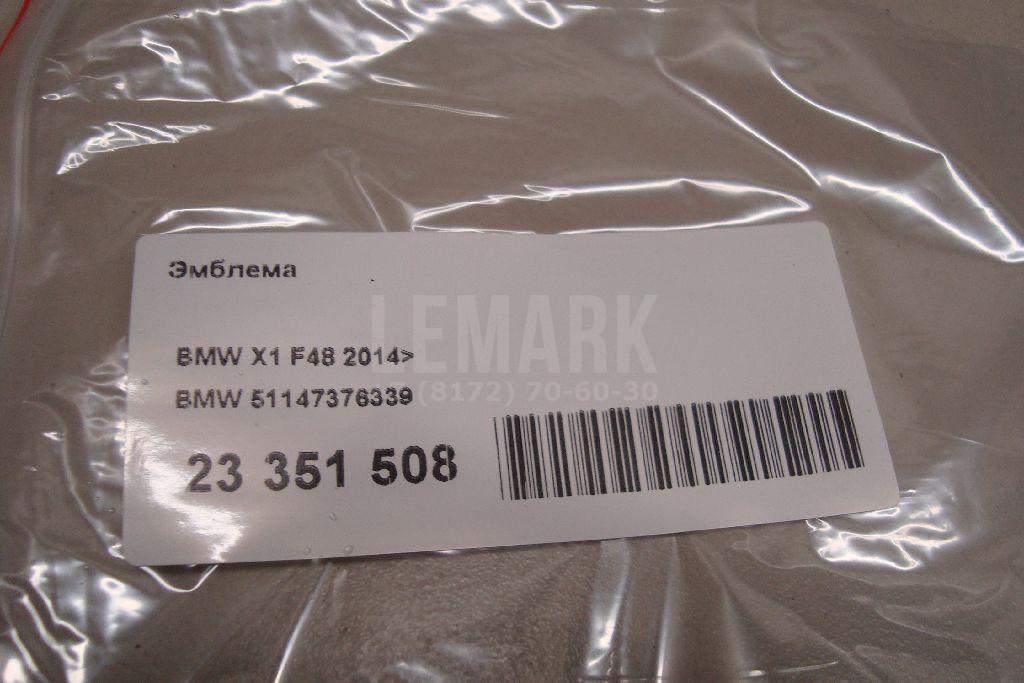 Эмблема
LEMARK
BMW X1 F48 2014>
(8172) 70-60-30
BMW 51147376339
23 351 508